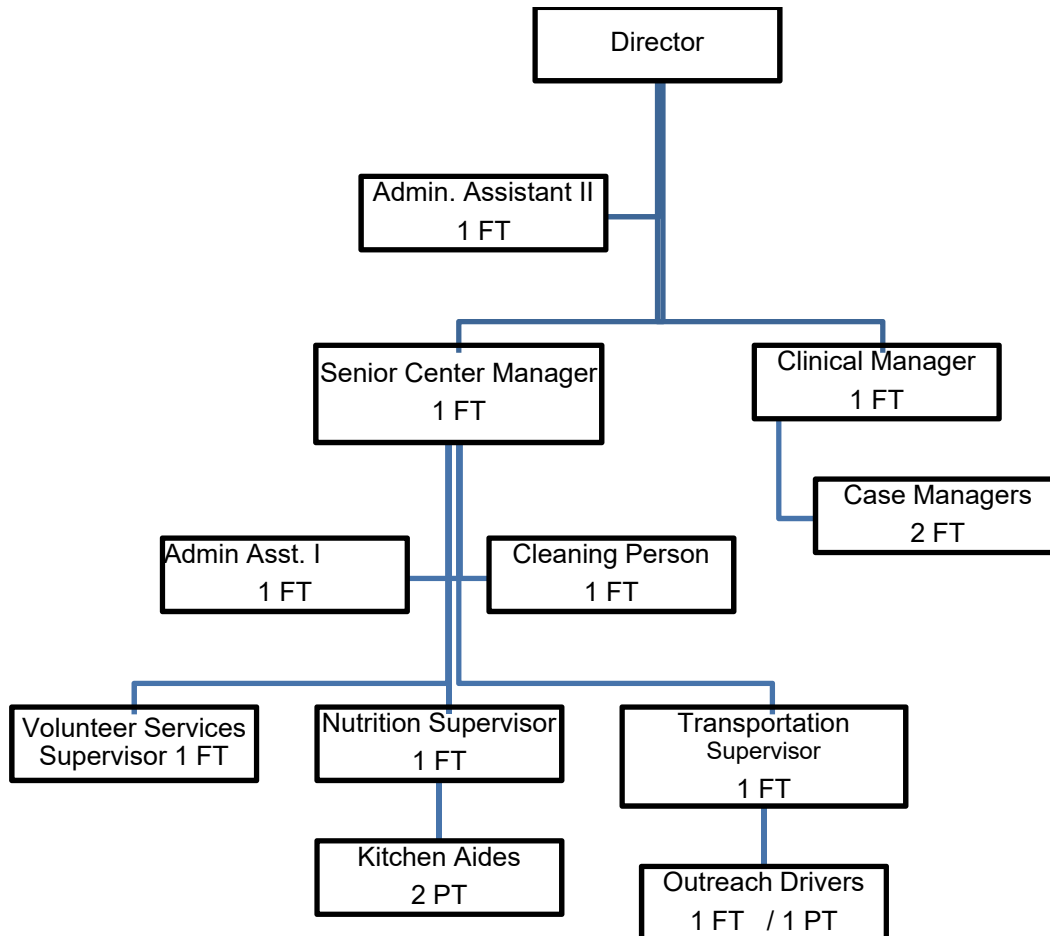 Director
Admin. Assistant II
1 FT
Senior Center Manager
1 FT
Clinical Manager
1 FT
Case Managers
2 FT
Admin Asst. I
1 FT
Cleaning Person
1 FT
Volunteer Services
Supervisor 1 FT
Nutrition Supervisor
1 FT
Transportation
Supervisor
1 FT
Kitchen Aides
2 PT
Outreach Drivers
1 FT / 1 PT